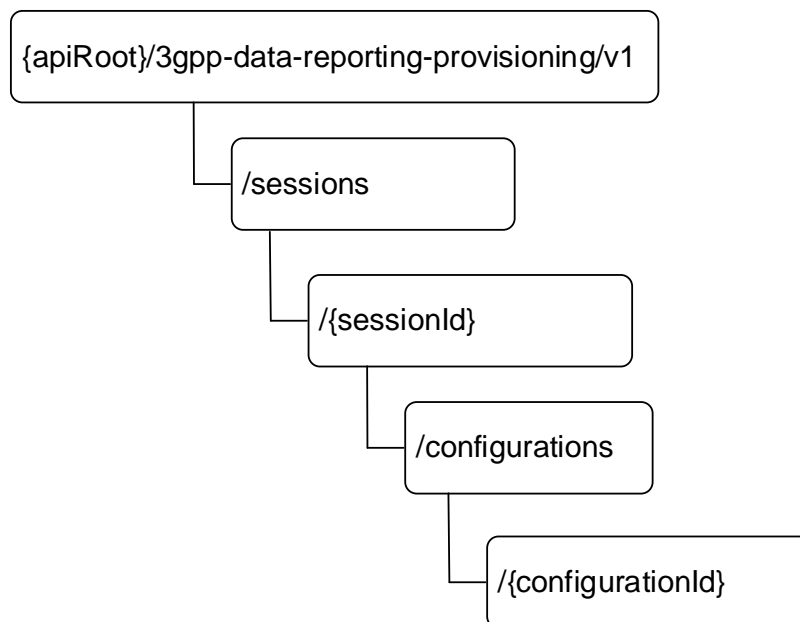 {apiRoot}/3gpp-data-reporting-provisioning/v1
/sessions
/{sessionId}
/configurations
/{configurationId}